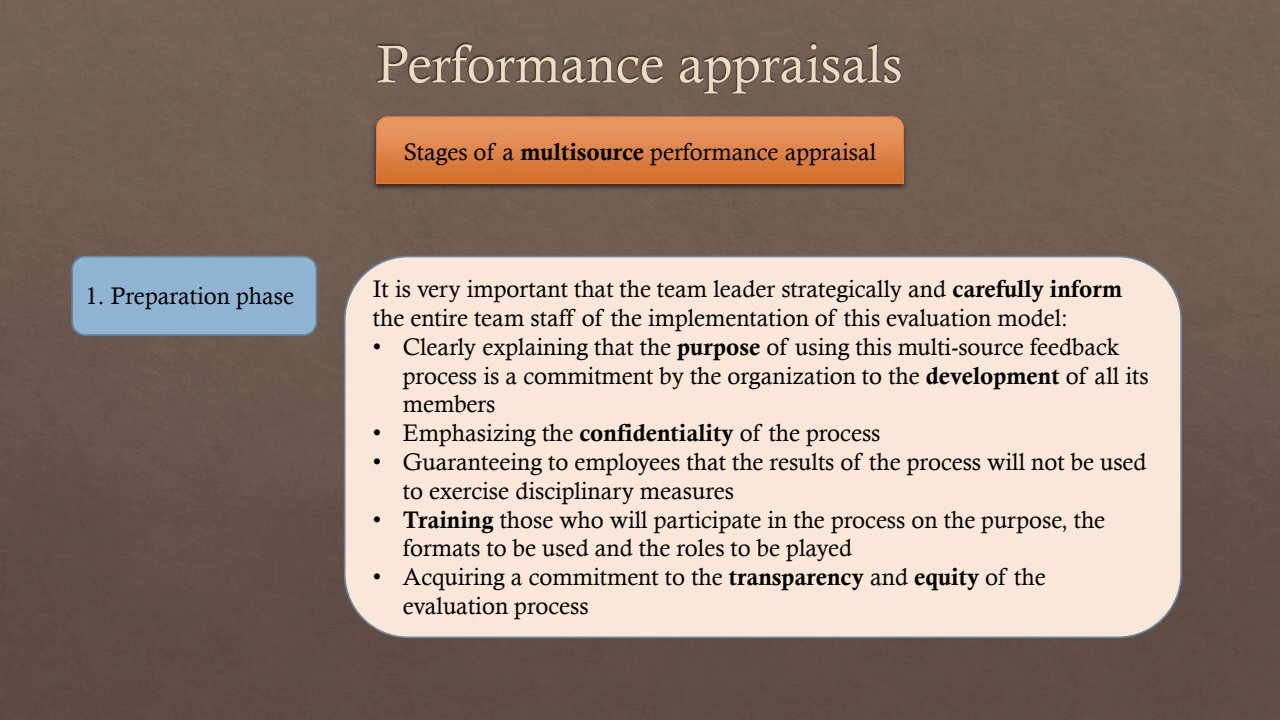 Performance appraisals
Stages of a multisource performance appraisal
1. Preparation phase
It is very important that the team leader strategically and carefully inform
the entire team staff of the implementation of this evaluation model:
• Clearly explaining that the purpose of using this multi-source feedback
process is a commitment by the organization to the development of all its
members
• Emphasizing the confidentiality of the process
• Guaranteeing to employees that the results of the process will not be used
to exercise disciplinary measures
• Training those who will participate in the process on the purpose, the
formats to be used and the roles to be played
• Acquiring a commitment to the transparency and equity of the
evaluation process